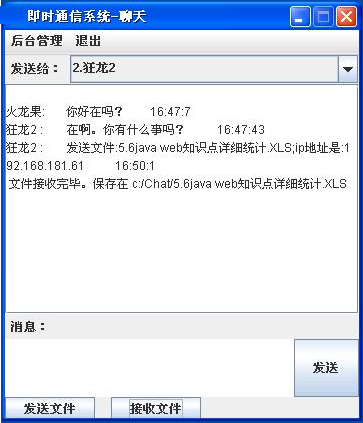 即时通信系统-聊天
后台管理 退出
发送给： 2.狂龙2
火龙果: 你好在吗？ 16:47:7
狂龙2 : 在啊。你有什么事吗？ 16:47:43
狂龙2 : 发送文件:5.6java web知识点详细统计.XLS;ip地址是:1
92.168.181.61 16:50:1
文件接收完毕。保存在 c:/Chat/5.6java web知识点详细统计.XLS
消息：
发送
发送文件 接收文件